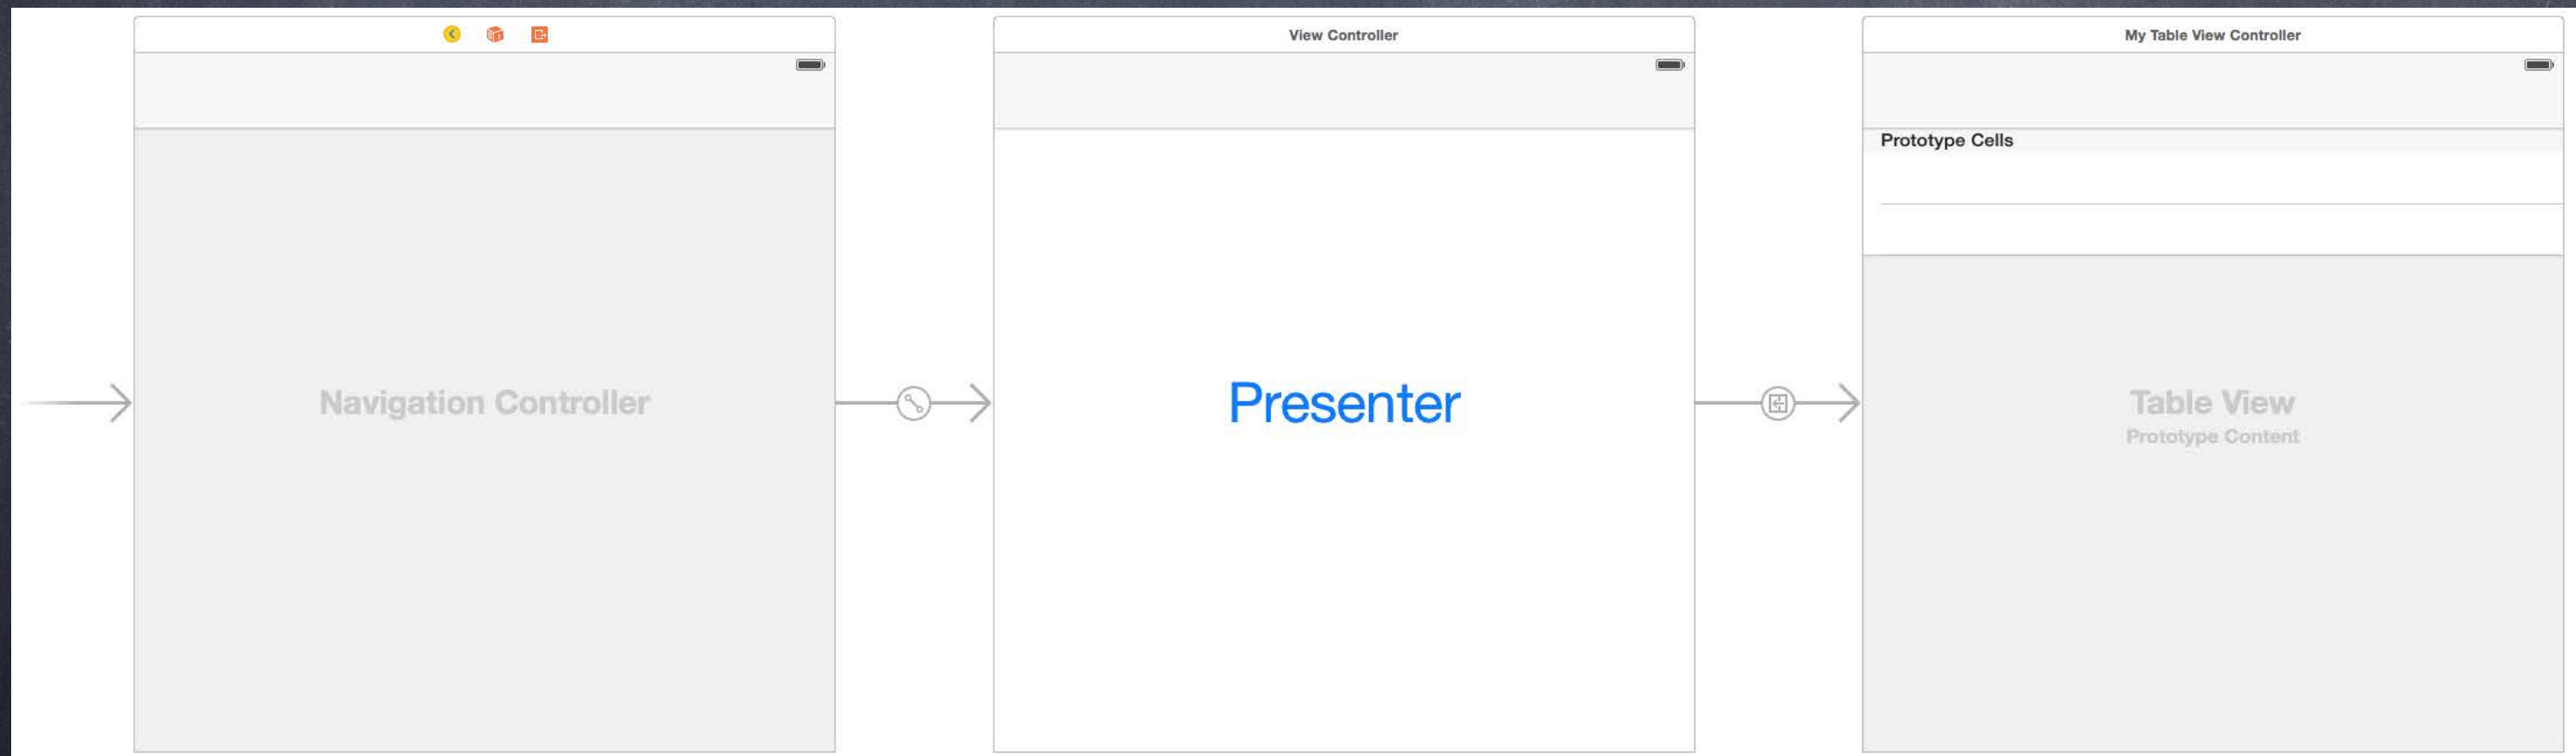 View Controller
My Table View Controller
Prototype Cells
Navigation Controller
Presenter
Table View
Prototype Content